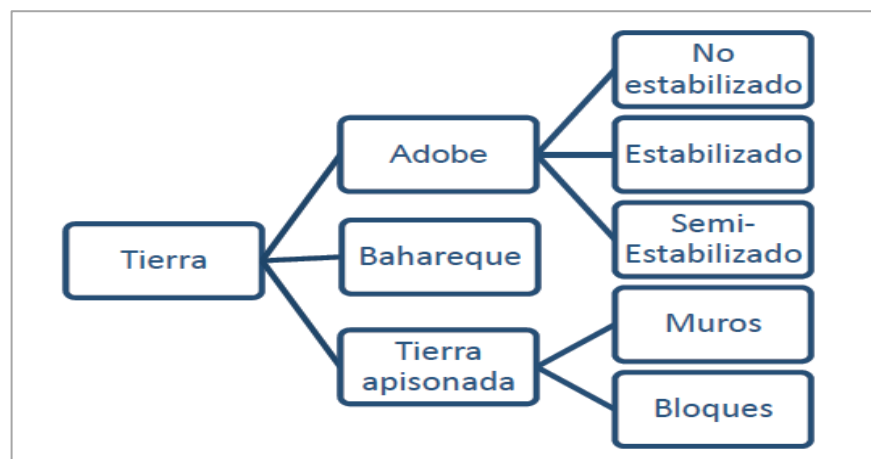 No
estabilizado
Adobe
Estabilizado
Semi-
Estabilizado
Tierra
Bahareque
Tierra
apisonada
Muros
Bloques